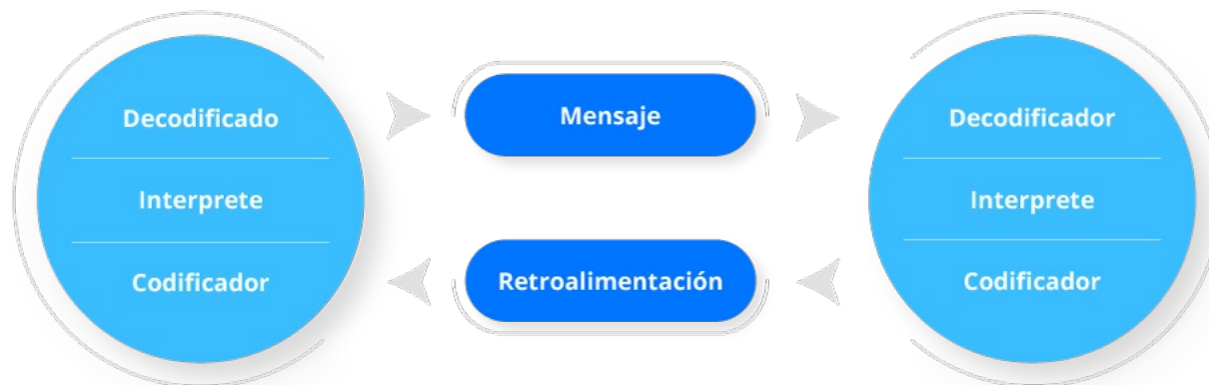 Decodificado
Interprete
Codificador
Mensaje
Retroalimentación
Decodificador
Interprete
Codificador